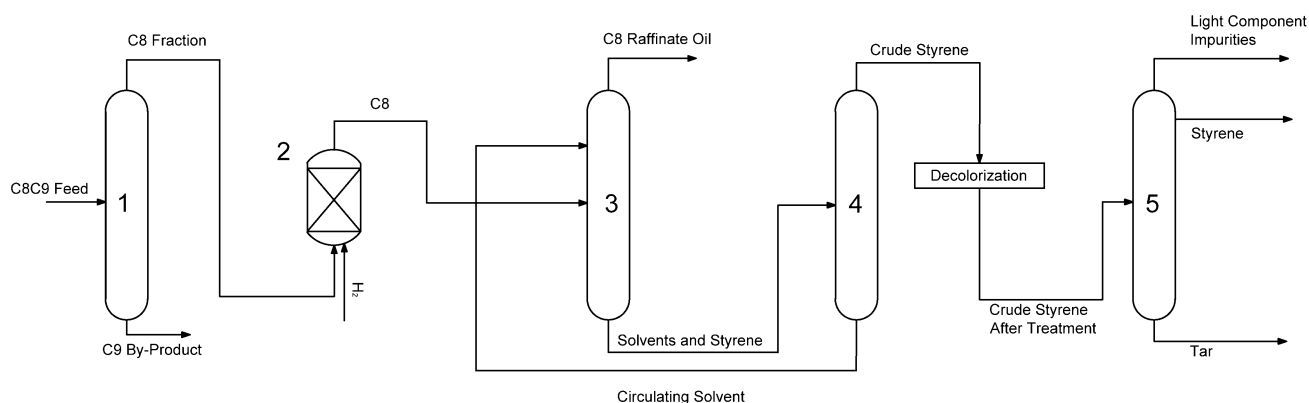 C8 Fraction
C8C9 Feed
1
C9 By-Product
2
H₂
C8
C8 Raffinate Oil
3
Solvents and Styrene
Circulating Solvent
4
Crude Styrene
Decolorization
Crude Styrene
After Treatment
5
Light Component
Impurities
Styrene
Tar